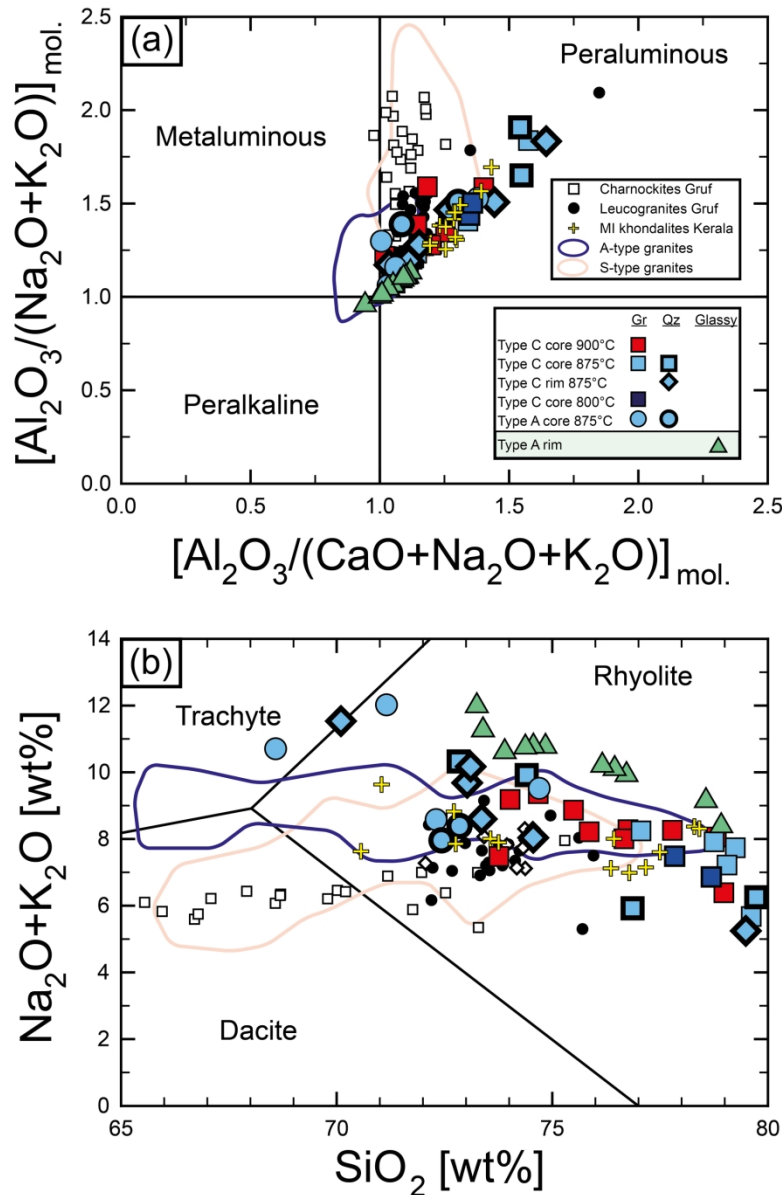 (a)
[Al₂O₃/(Na₂O+K₂O)]mol.
2.5
2.0
1.5
1.0
0.5
0.0
Peraluminous
Metaluminous
Peralkaline
Charnockites Gruf
Leucogranites Gruf
MI khondalites Kerala
A-type granites
S-type granites
Gr Qz Glassy
Type C core 900°C
Type C core 875°C
Type C rim 875°C
Type C core 800°C
Type A core 875°C
Type A rim
0.0 0.5 1.0 1.5 2.0 2.5
[Al₂O₃/(CaO+Na₂O+K₂O)]mol.
(b)
Na₂O+K₂O [wt%]
14
12
10
8
6
4
2
0
Rhyolite
Trachyte
Dacite
65 70 75 80
SiO₂ [wt%]